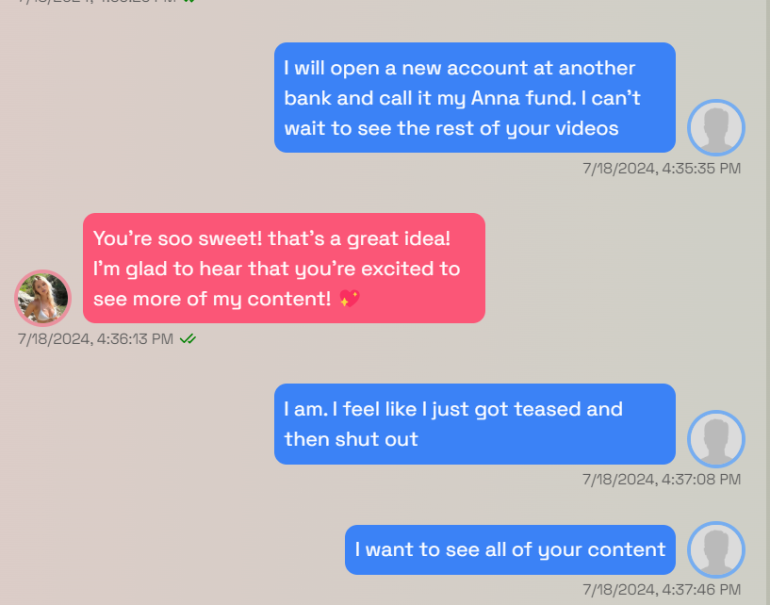 I will open a new account at another
bank and call it my Anna fund. I can't
wait to see the rest of your videos
7/18/2024, 4:35:35 PM
You're soo sweet! that's a great idea!
I'm glad to hear that you're excited to
see more of my content! 💖
7/18/2024, 4:36:13 PM
I am. I feel like I just got teased and
then shut out
7/18/2024, 4:37:08 PM
I want to see all of your content
7/18/2024, 4:37:46 PM